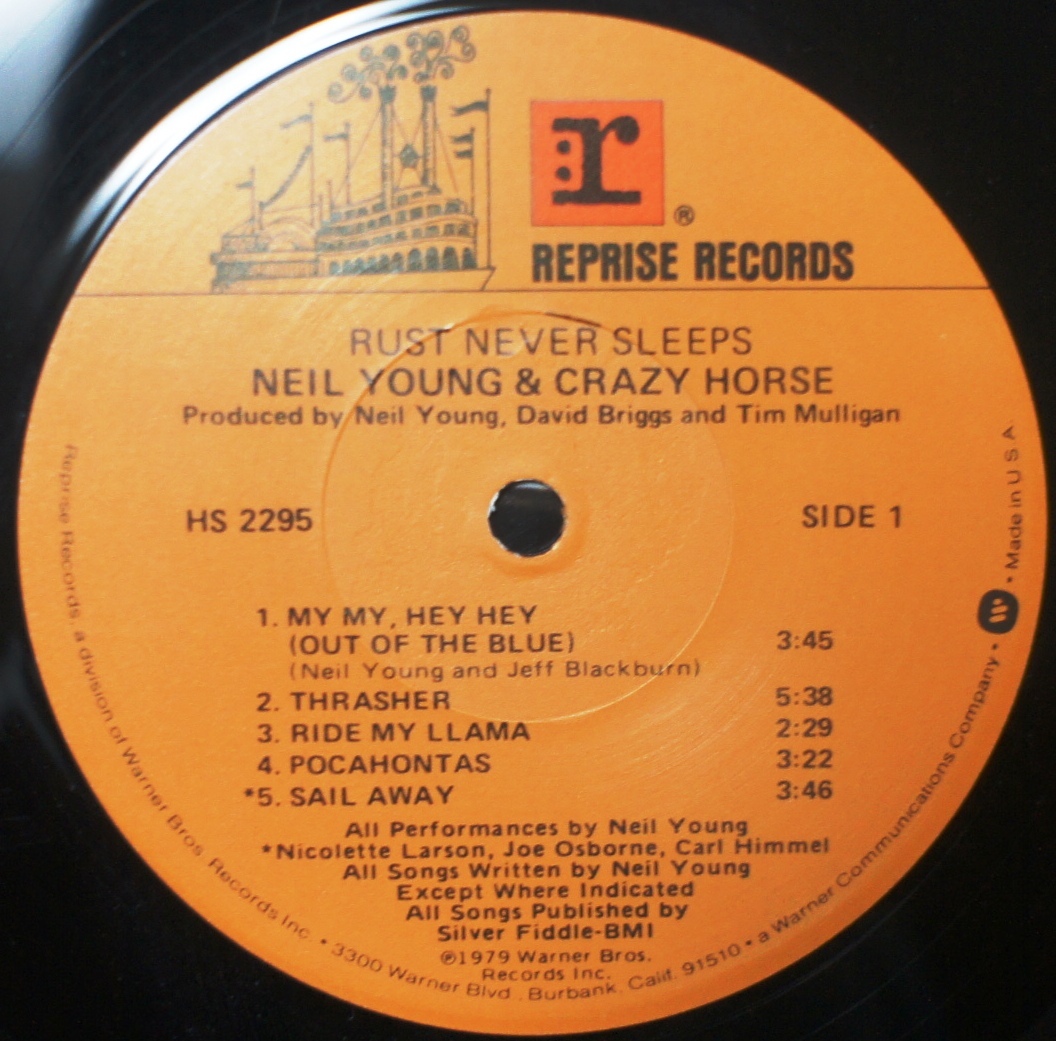 r
®
REPRISE RECORDS
RUST NEVER SLEEPS
NEIL YOUNG & CRAZY HORSE
Produced by Neil Young, David Briggs and Tim Mulligan
HS 2295
SIDE 1
1. MY MY, HEY HEY
(OUT OF THE BLUE) 3:45
(Neil Young and Jeff Blackburn)
2. THRASHER 5:38
3. RIDE MY LLAMA 2:29
4. POCAHONTAS 3:22
*5. SAIL AWAY 3:46
All Performances by Neil Young
*Nicolette Larson, Joe Osborne, Carl Himmel
All Songs Written by Neil Young
Except Where Indicated
All Songs Published by
Silver Fiddle-BMI
℗1979 Warner Bros.
Records Inc.
Reprise Records, a division of Warner Bros. Records Inc. • 3300 Warner Blvd., Burbank, Calif. 91510 • a Warner Communications Company • W • Made in U S A.